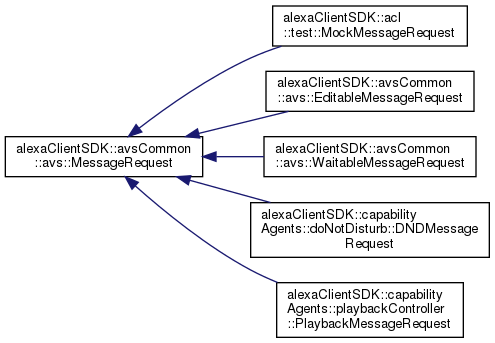 alexaClientSDK::acl
::test::MockMessageRequest
alexaClientSDK::avsCommon
::avs::EditableMessageRequest
alexaClientSDK::avsCommon
::avs::MessageRequest
alexaClientSDK::avsCommon
::avs::WaitableMessageRequest
alexaClientSDK::capability
Agents::doNotDisturb::DNDMessage
Request
alexaClientSDK::capability
Agents::playbackController
::PlaybackMessageRequest